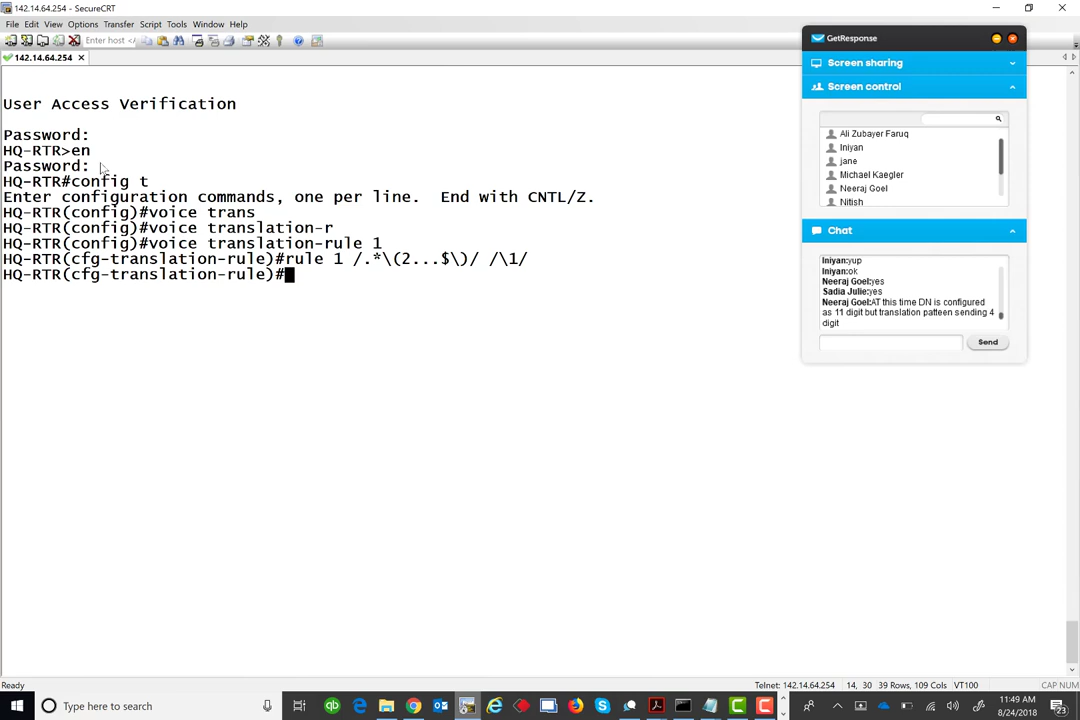 142.14.64.254 - SecureCRT
File Edit View Options Transfer Script Tools Window Help
Enter host <
142.14.64.254
User Access Verification
Password:
HQ-RTR>en
Password:
HQ-RTR#config t
Enter configuration commands, one per line.  End with CNTL/Z.
HQ-RTR(config)#voice trans
HQ-RTR(config)#voice translation-r
HQ-RTR(config)#voice translation-rule 1
HQ-RTR(cfg-translation-rule)#rule 1 /.*\(2...$\)/ /\1/
HQ-RTR(cfg-translation-rule)#
GetResponse
Screen sharing
Screen control
Ali Zubayer Faruq
Iniyan
jane
Michael Kaegler
Neeraj Goel
Nitish
Chat
Iniyan:yup
Iniyan:ok
Neeraj Goel:yes
Sadia Julie:yes
Neeraj Goel:AT this time DN is configured
as 11 digit but translation patteen sending 4
digit
Send
Ready
Telnet: 142.14.64.254 14, 30 39 Rows, 109 Cols VT100 CAP NUM
Type here to search
11:49 AM
8/24/2018
23